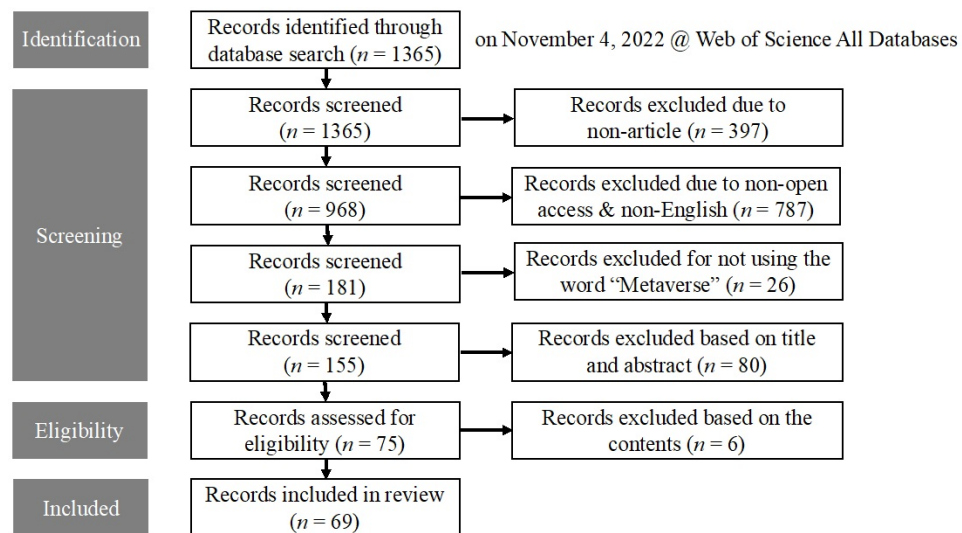 Identification
Records identified through
database search (n = 1365)
on November 4, 2022 @ Web of Science All Databases
Screening
Records screened
(n = 1365)
Records excluded due to
non-article (n = 397)
Records screened
(n = 968)
Records excluded due to non-open
access & non-English (n = 787)
Records screened
(n = 181)
Records excluded for not using the
word “Metaverse” (n = 26)
Records screened
(n = 155)
Records excluded based on title
and abstract (n = 80)
Eligibility
Records assessed for
eligibility (n = 75)
Records excluded based on the
contents (n = 6)
Included
Records included in review
(n = 69)